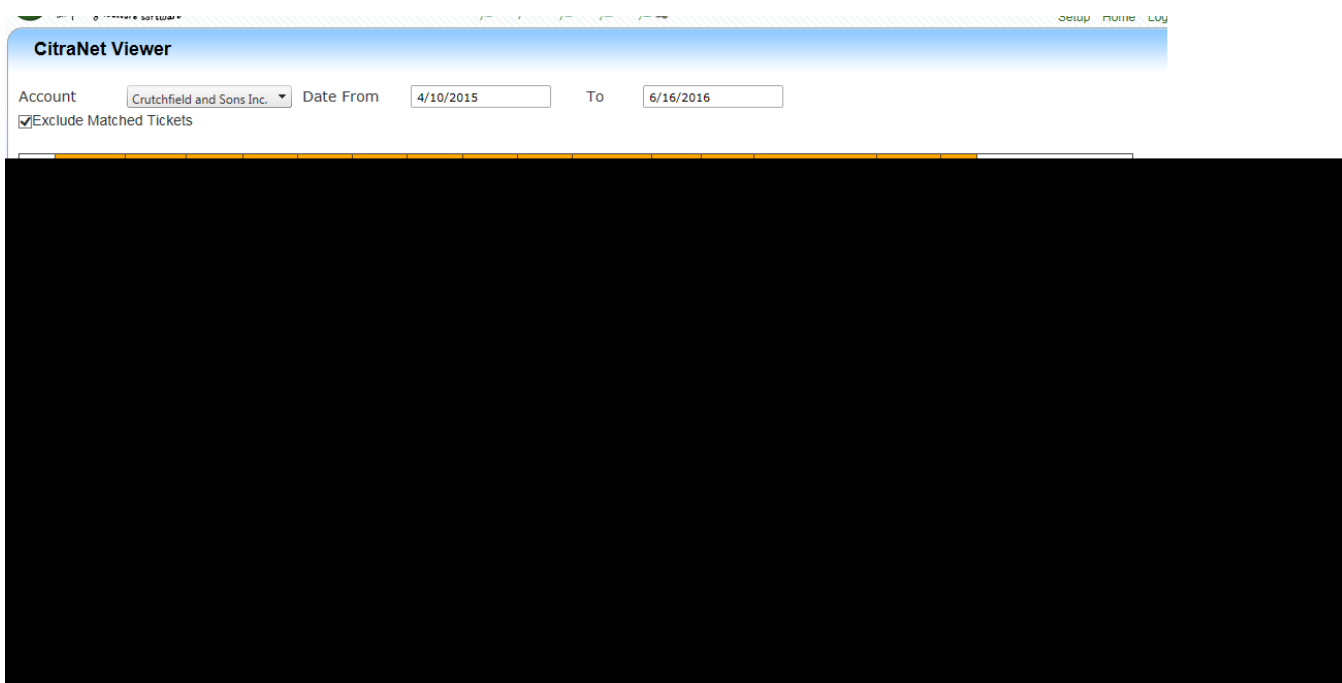 Setup Home Log
CitraNet Viewer
Account Crutchfield and Sons Inc. Date From 4/10/2015 To 6/16/2016
Exclude Matched Tickets